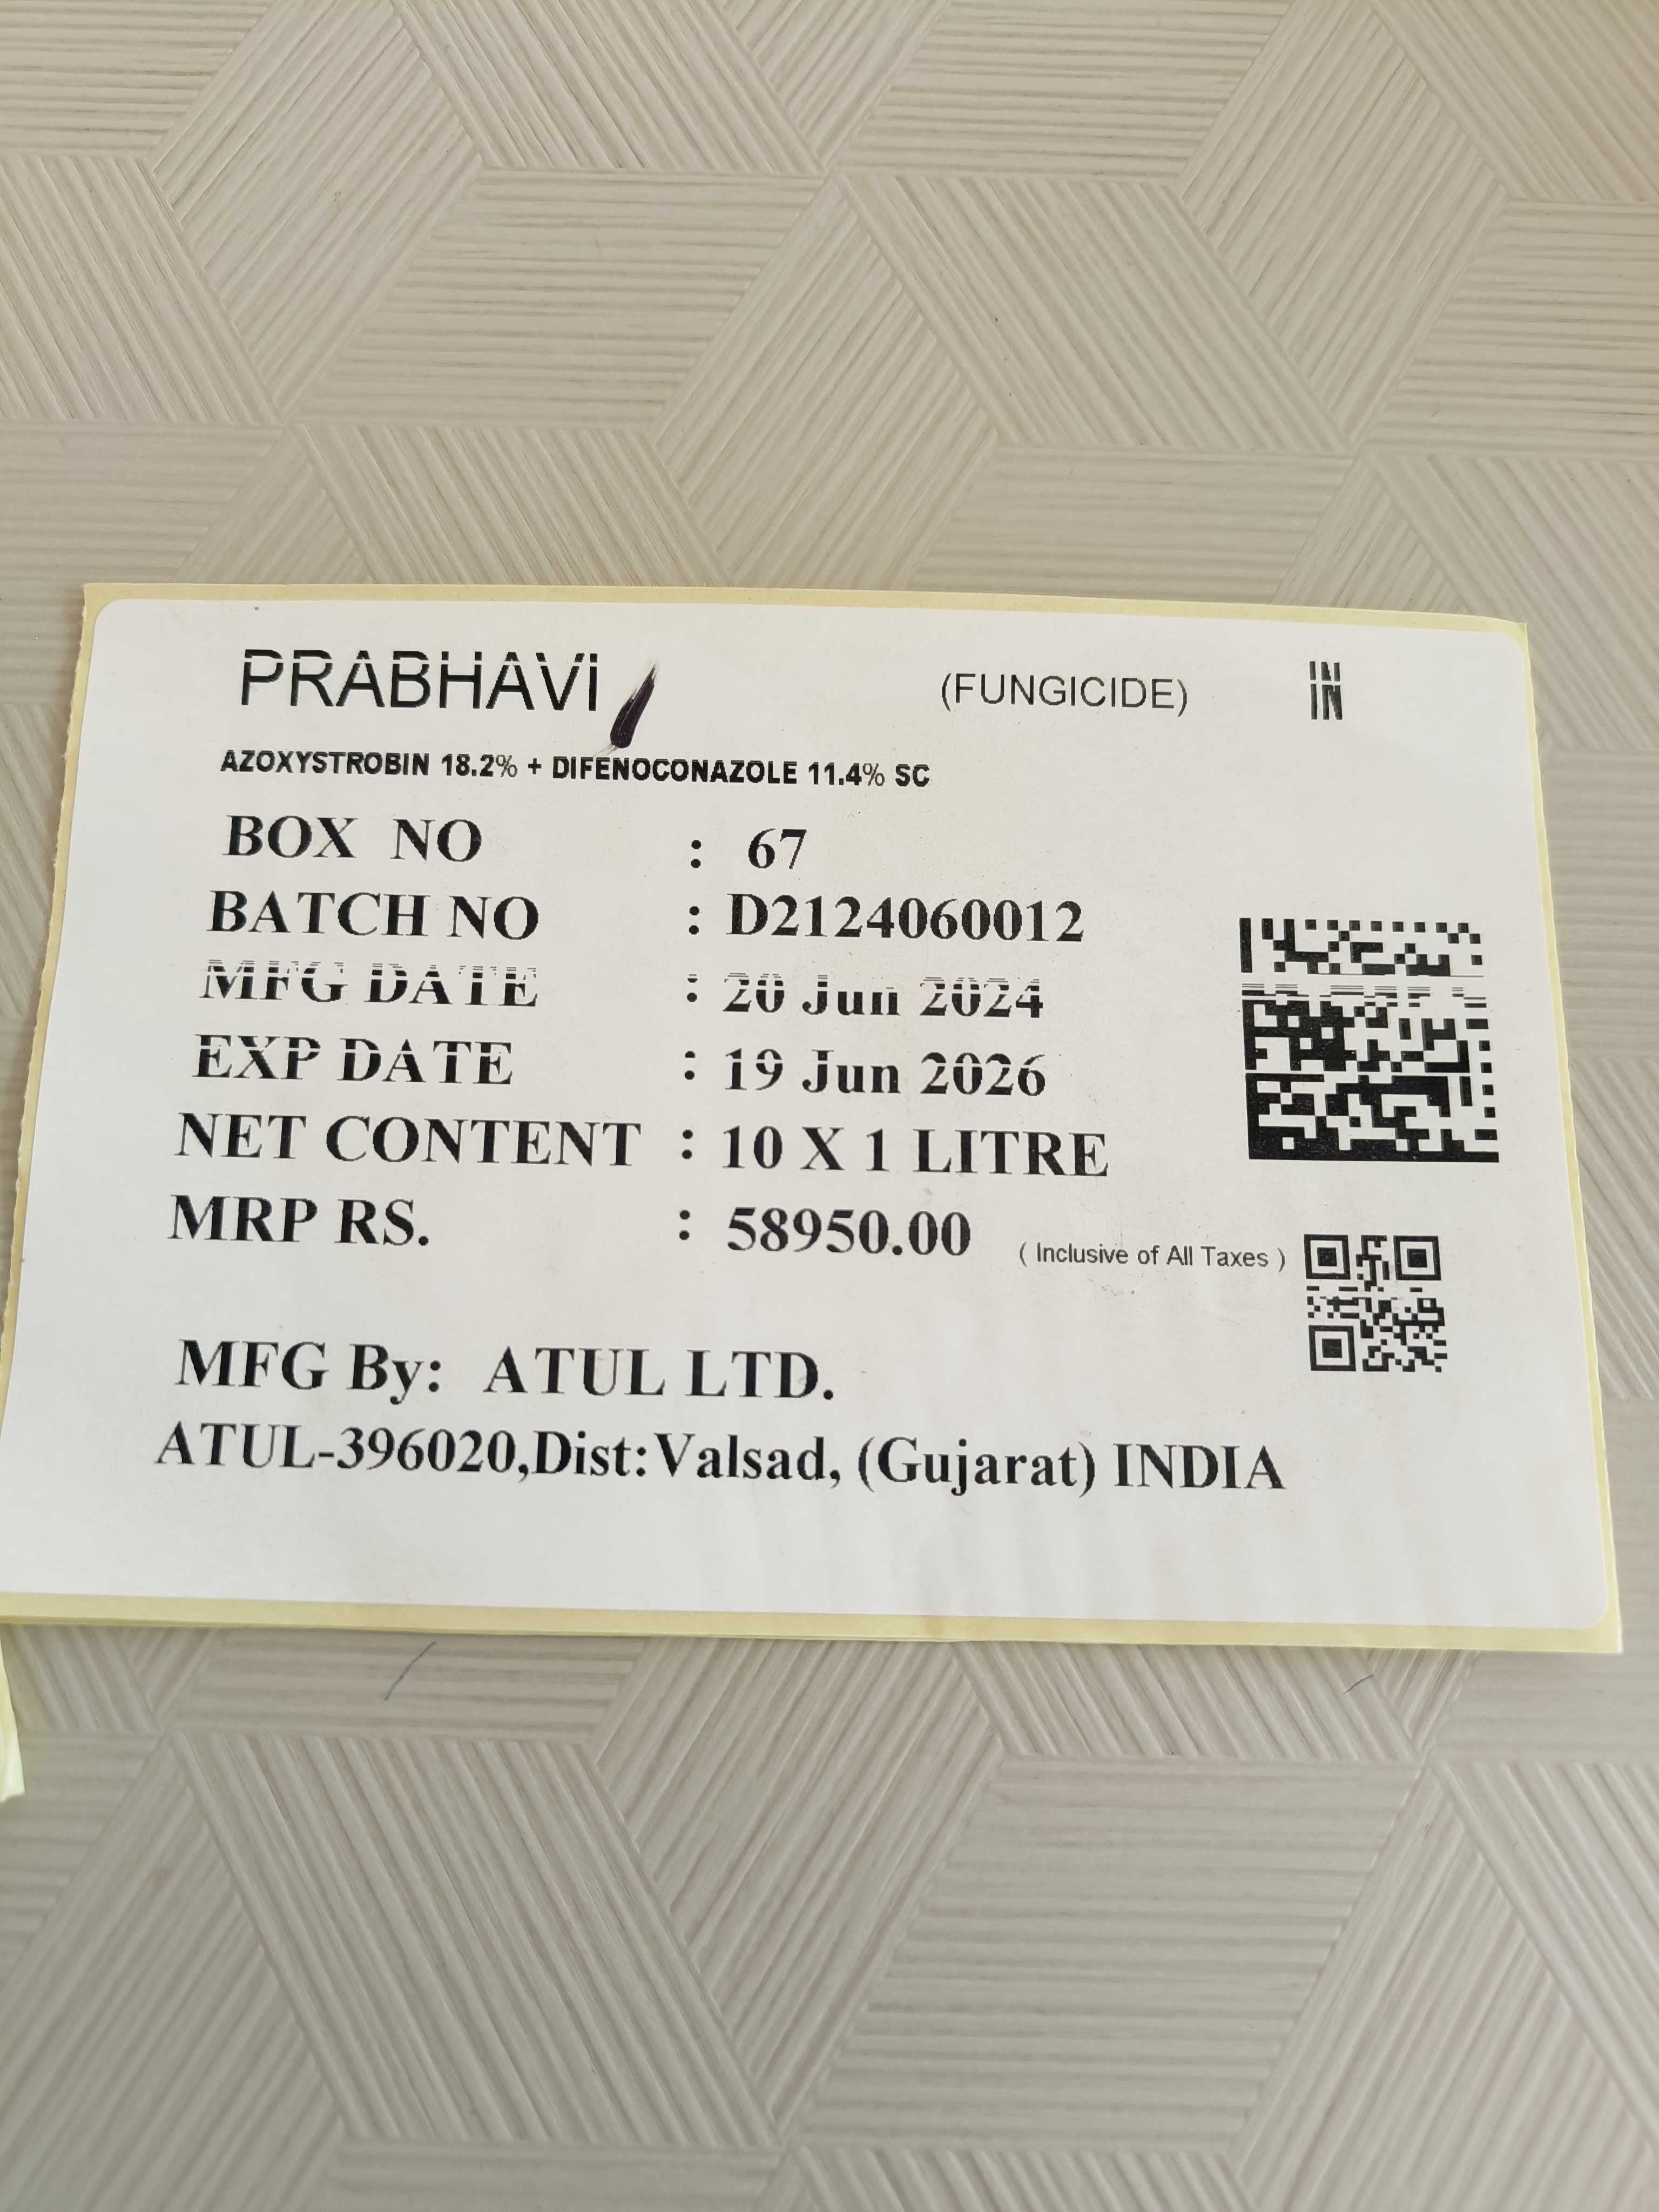 PRABHAVI (FUNGICIDE) IN
AZOXYSTROBIN 18.2% + DIFENOCONAZOLE 11.4% SC
BOX NO : 67
BATCH NO : D2124060012
MFG DATE : 20 Jun 2024
EXP DATE : 19 Jun 2026
NET CONTENT : 10 X 1 LITRE
MRP RS. : 58950.00 ( Inclusive of All Taxes )
MFG By: ATUL LTD.
ATUL-396020,Dist:Valsad, (Gujarat) INDIA